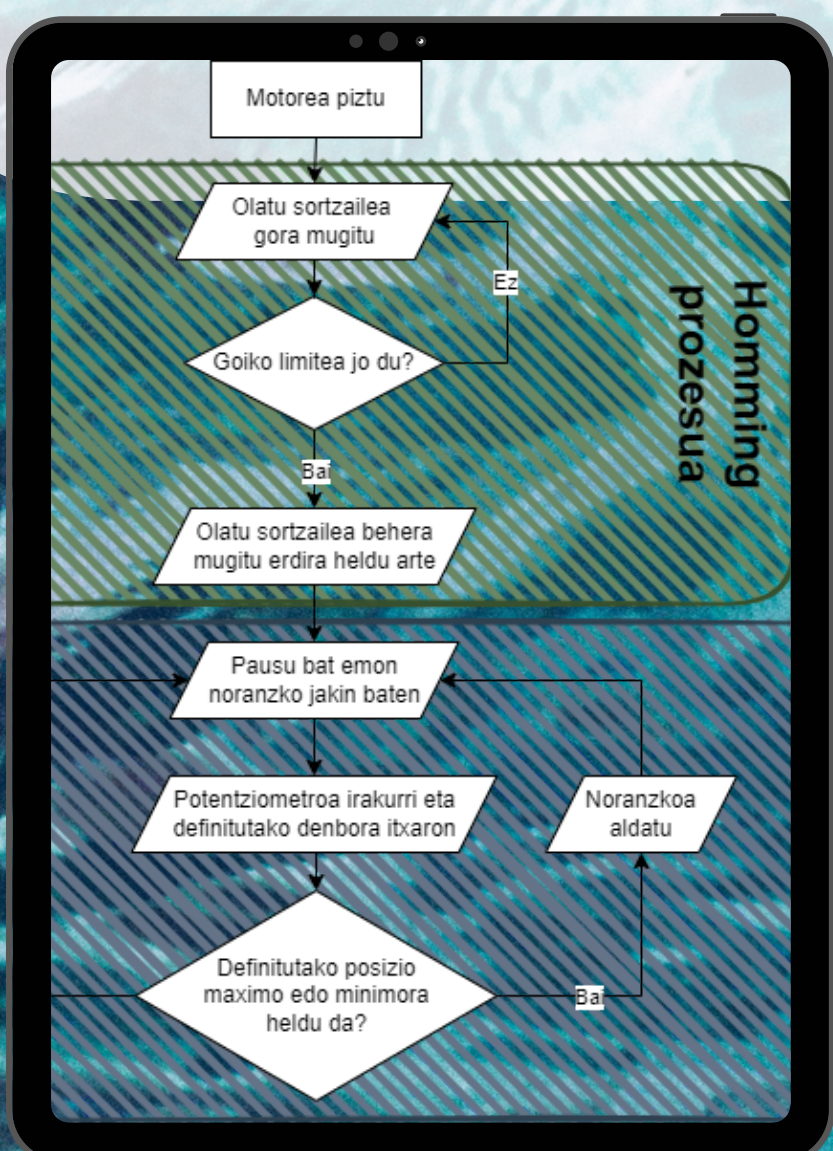 Motorea piztu
Olatu sortzailea
gora mugitu
Ez
Goiko limitea jo du?
Bai
Olatu sortzailea behera
mugitu erdira heldu arte
Homming
prozesua
Pausu bat emon
noranzko jakin baten
Potentziometroa irakurri eta
definitutako denbora itxaron
Noranzkoa
aldatu
Definitutako posizio
maximo edo minimora
heldu da?
Bai